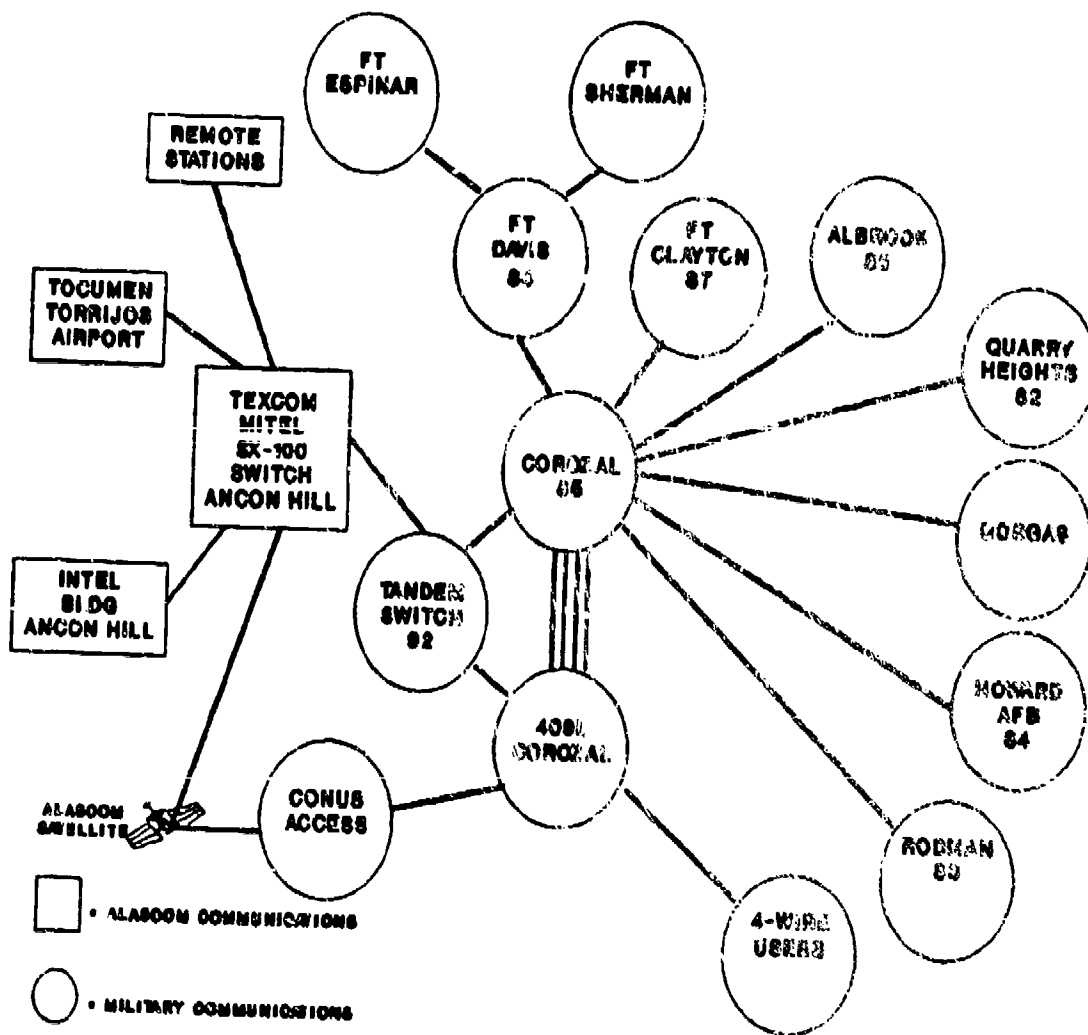 FT
ESPINAR
FT
SHERMAN
REMOTE
STATIONS
FT
DAVIS
FT
CLAYTON
87
ALBROOK
TOCUMEN
TORRIJOS
AIRPORT
QUARRY
HEIGHTS
82
TEXCOM
MITEL
SX-100
SWITCH
ANCON HILL
COROZAL
INTEL
BLDG
ANCON HILL
TANDEM
SWITCH
82
HOWARD
AFB
84
COROZAL
ALASCOM
SATELLITE
CONUS
ACCESS
RODMAN
4-WIRE
USERS
- ALASCOM COMMUNICATIONS
- MILITARY COMMUNICATIONS